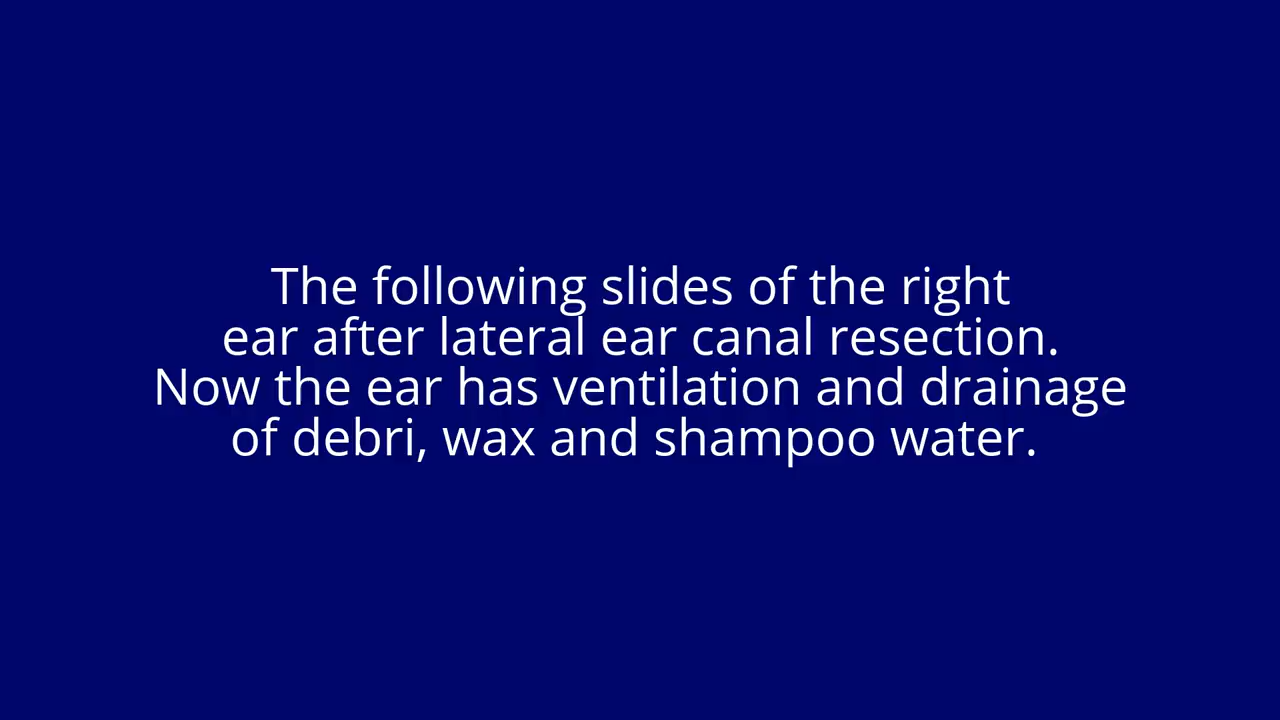 The following slides of the right
ear after lateral ear canal resection.
Now the ear has ventilation and drainage
of debri, wax and shampoo water.